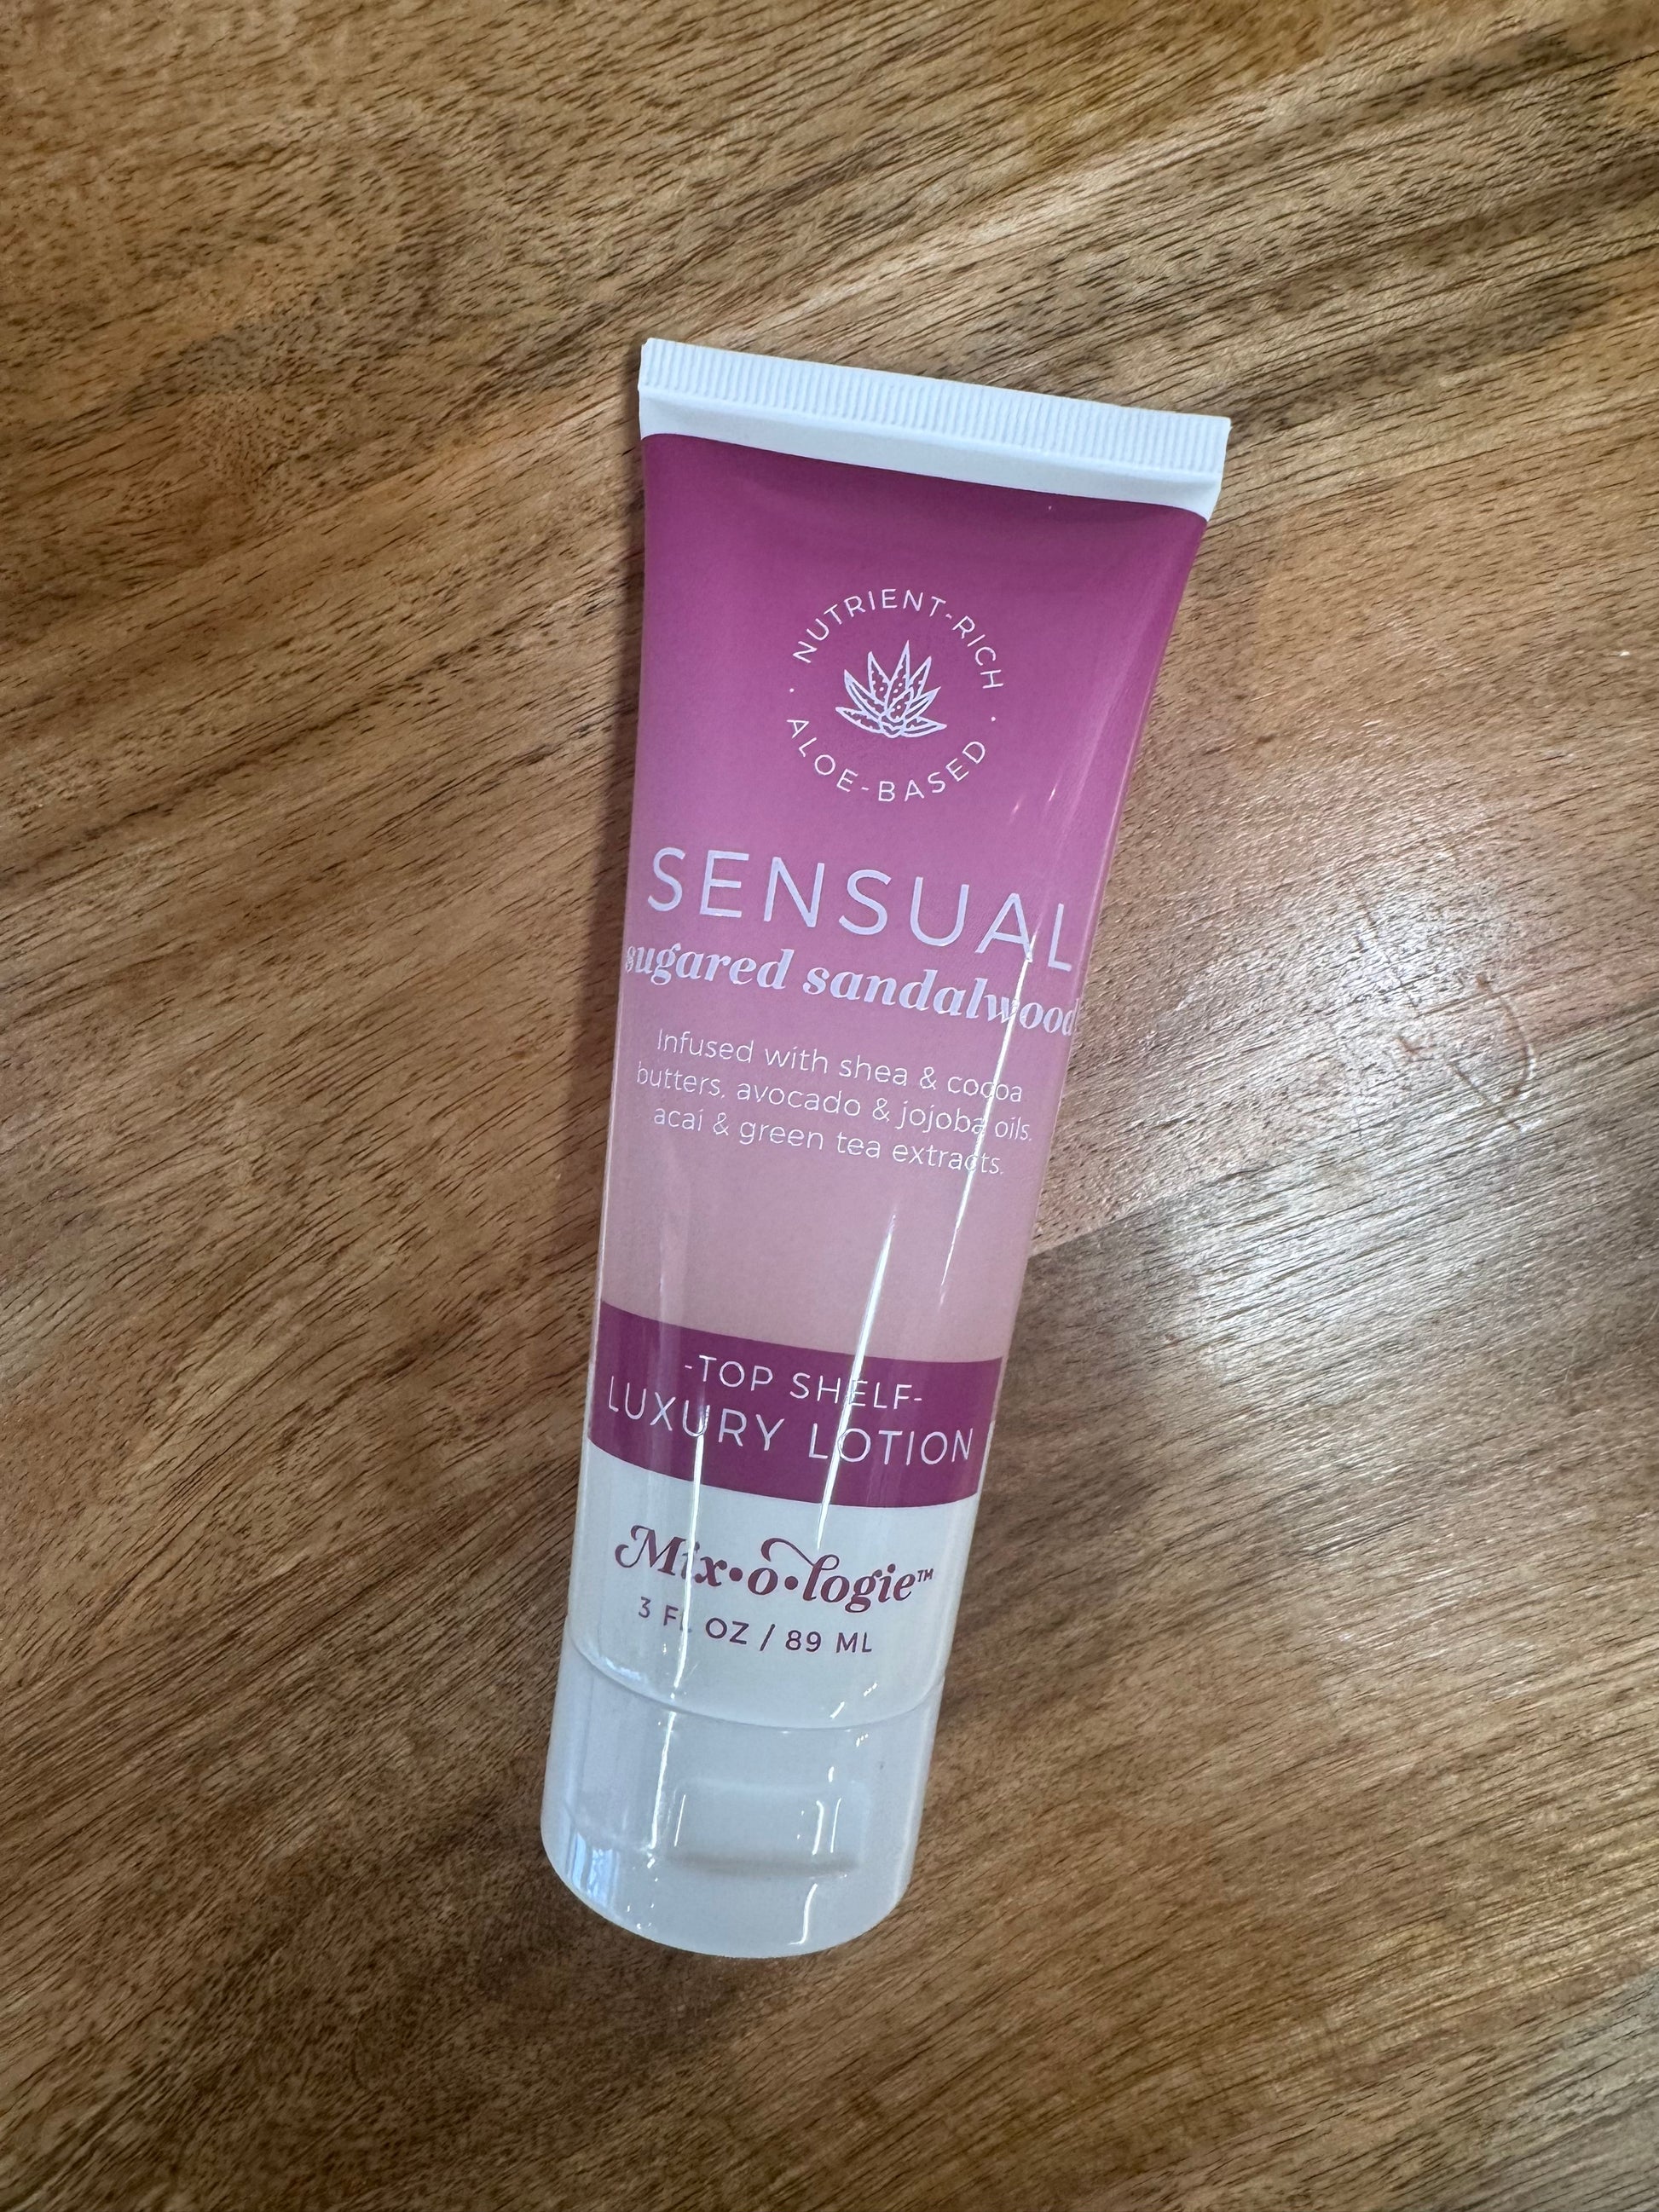 NUTRIENT-RICH
ALOE-BASED
SENSUAL
sugared sandalwood
Infused with shea & cocoa
butters, avocado & jojoba oils,
acai & green tea extracts.
-TOP SHELF-
LUXURY LOTION
Mix•o•logie™
3 FL OZ / 89 ML